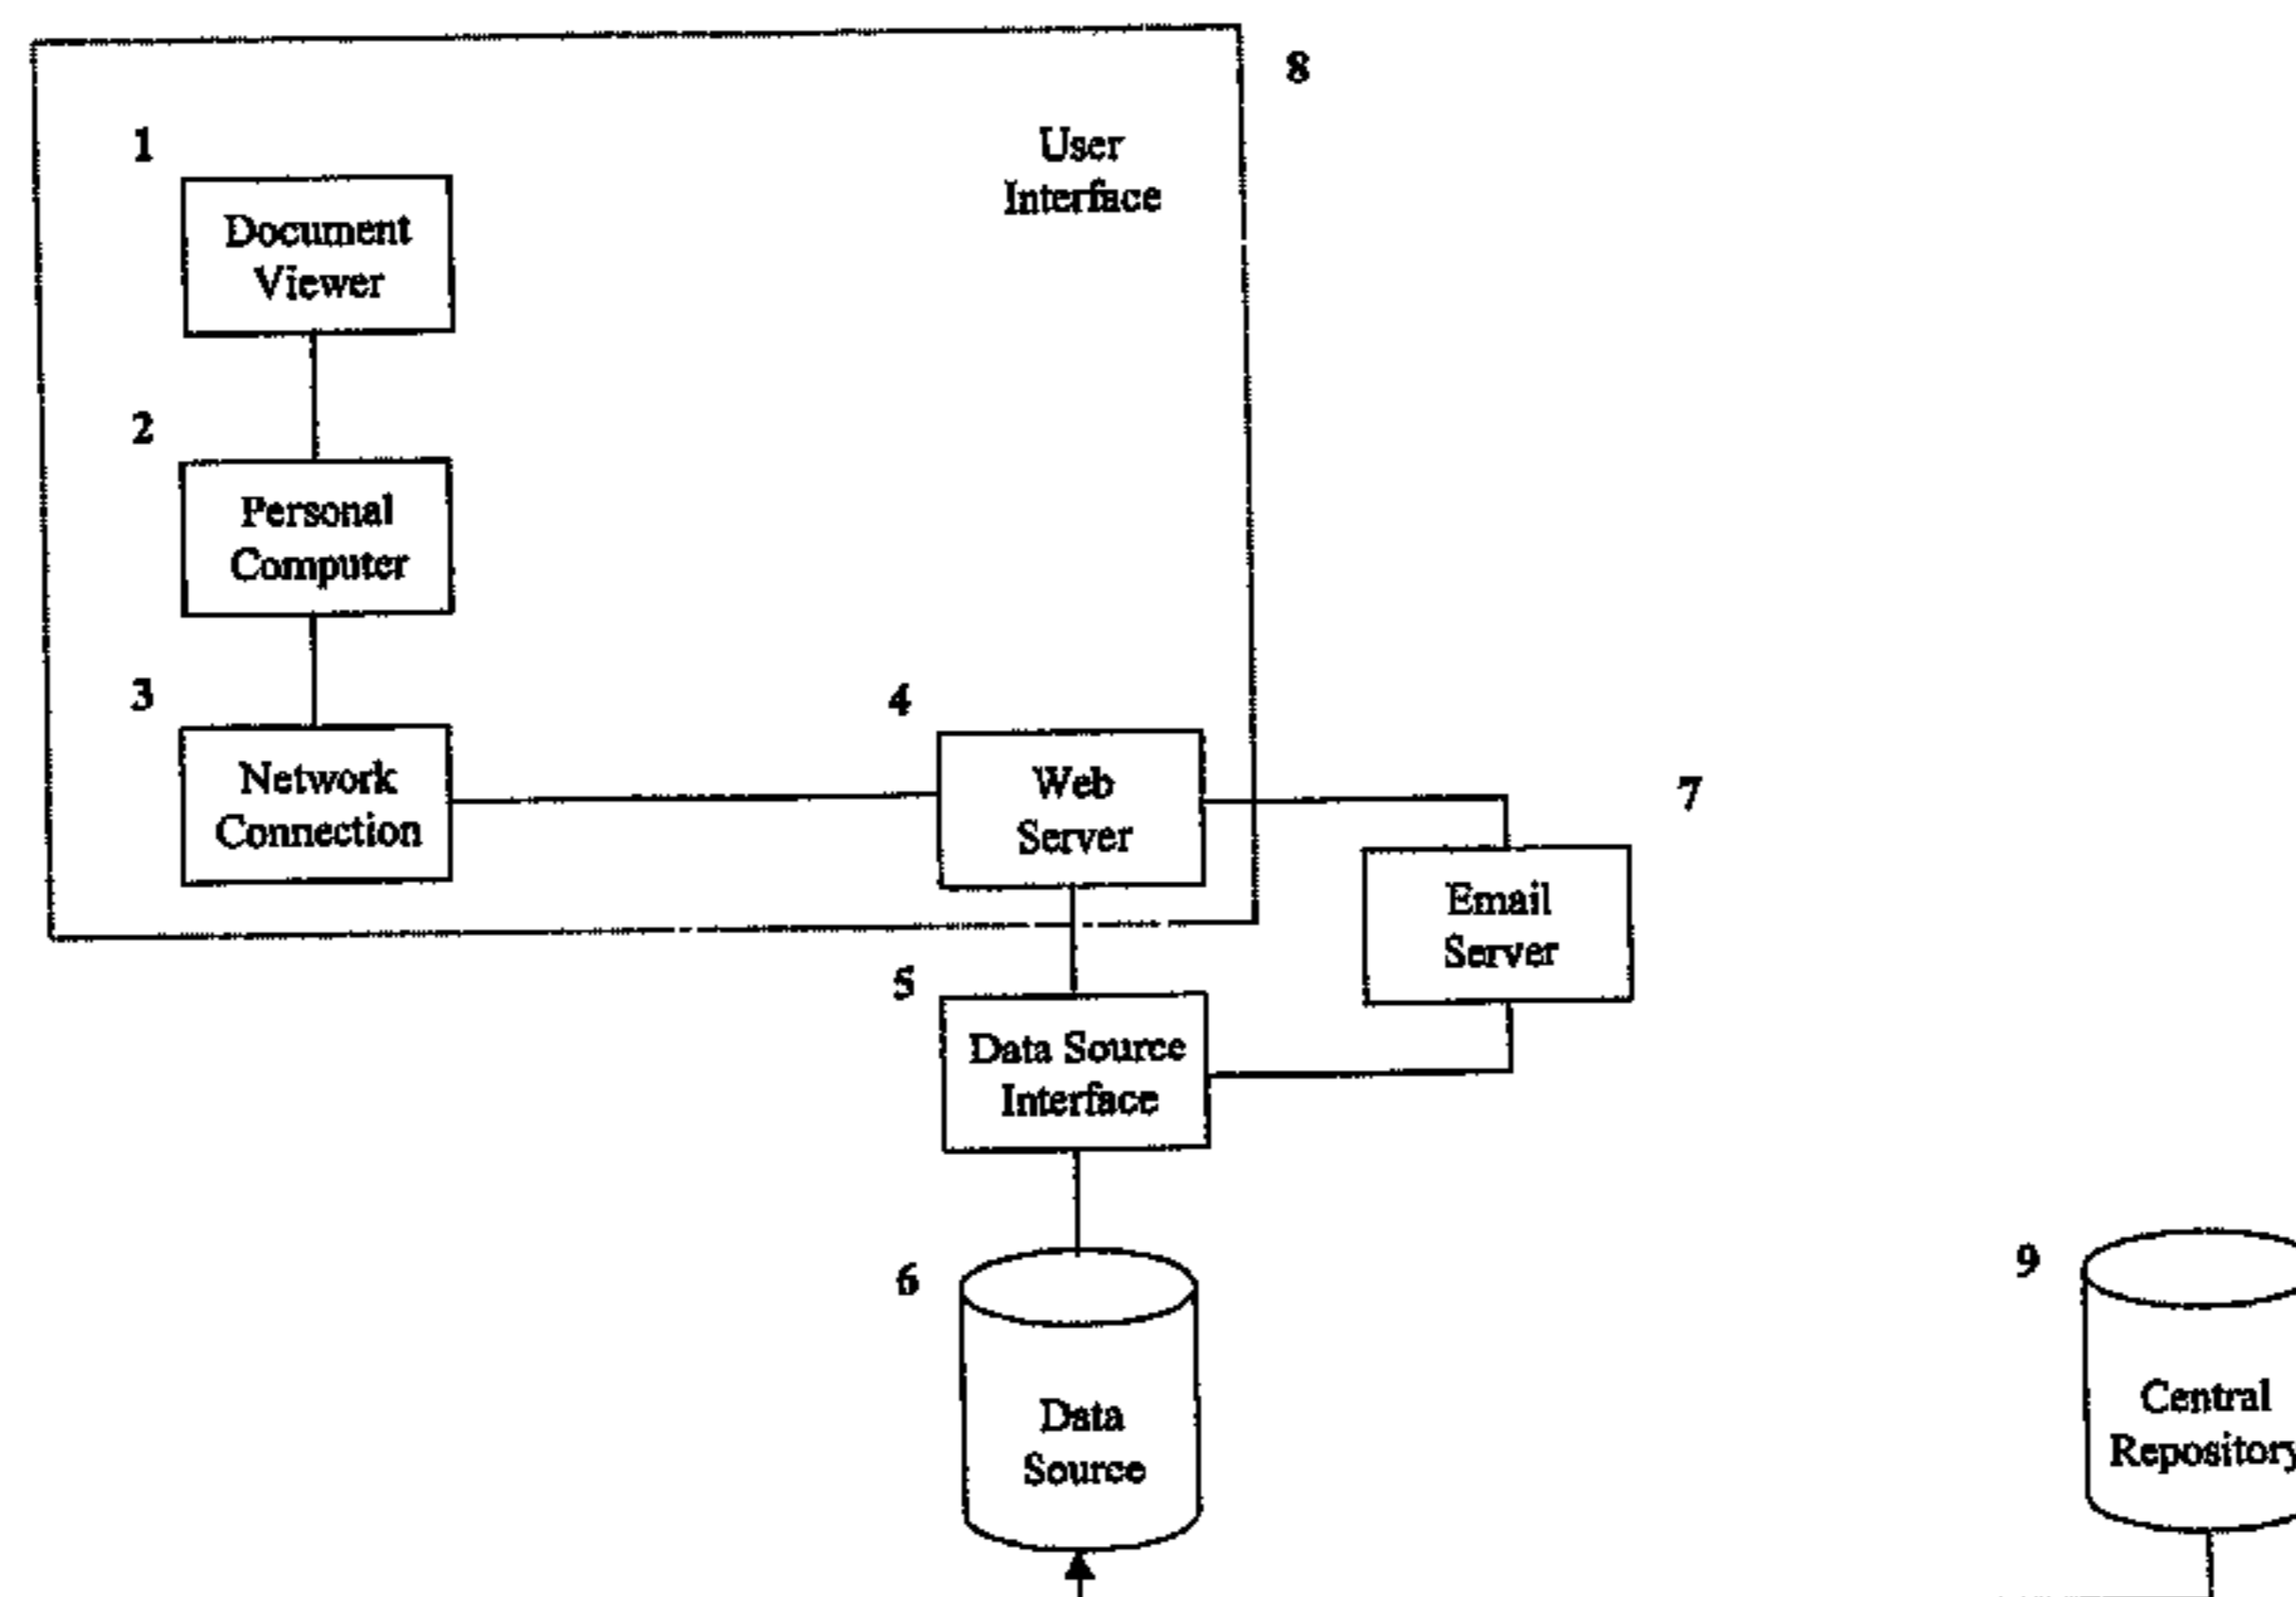 8
User
Interface
1
Document
Viewer
2
Personal
Computer
3
Network
Connection
4
Web
Server
7
Email
Server
5
Data Source
Interface
6
Data
Source
9
Central
Repository